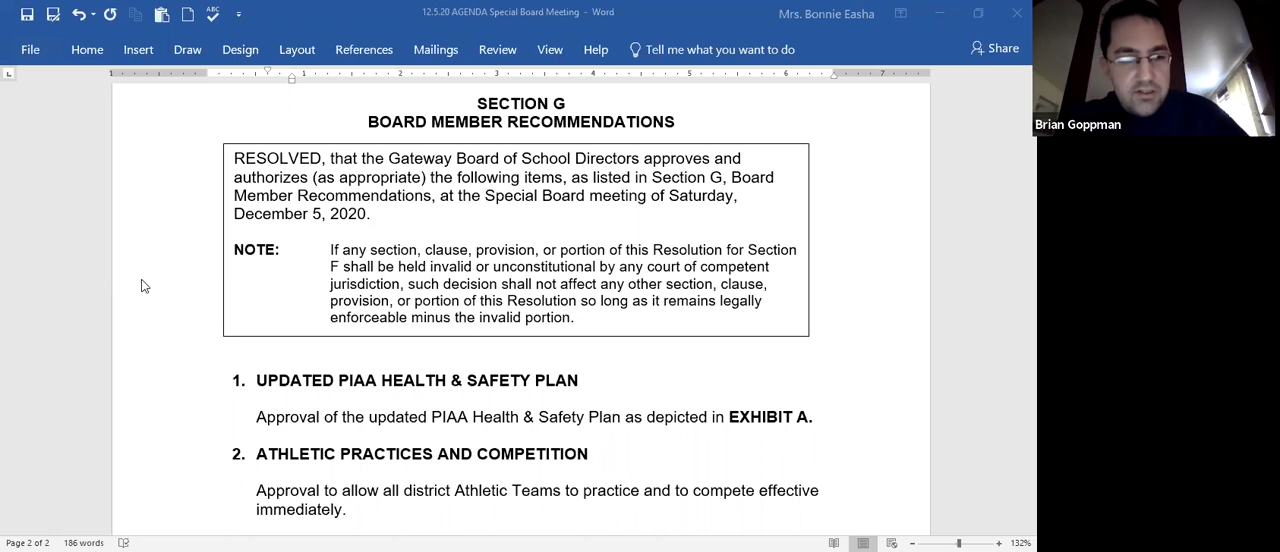 12.5.20 AGENDA Special Board Meeting - Word
Mrs. Bonnie Easha
File Home Insert Draw Design Layout References Mailings Review View Help Tell me what you want to do Share
1 1 2 3 4 5 6 7
Brian Goppman
SECTION G
BOARD MEMBER RECOMMENDATIONS
RESOLVED, that the Gateway Board of School Directors approves and
authorizes (as appropriate) the following items, as listed in Section G, Board
Member Recommendations, at the Special Board meeting of Saturday,
December 5, 2020.
NOTE: If any section, clause, provision, or portion of this Resolution for Section
F shall be held invalid or unconstitutional by any court of competent
jurisdiction, such decision shall not affect any other section, clause,
provision, or portion of this Resolution so long as it remains legally
enforceable minus the invalid portion.
1. UPDATED PIAA HEALTH & SAFETY PLAN
Approval of the updated PIAA Health & Safety Plan as depicted in EXHIBIT A.
2. ATHLETIC PRACTICES AND COMPETITION
Approval to allow all district Athletic Teams to practice and to compete effective
immediately.
Page 2 of 2 186 words 132%